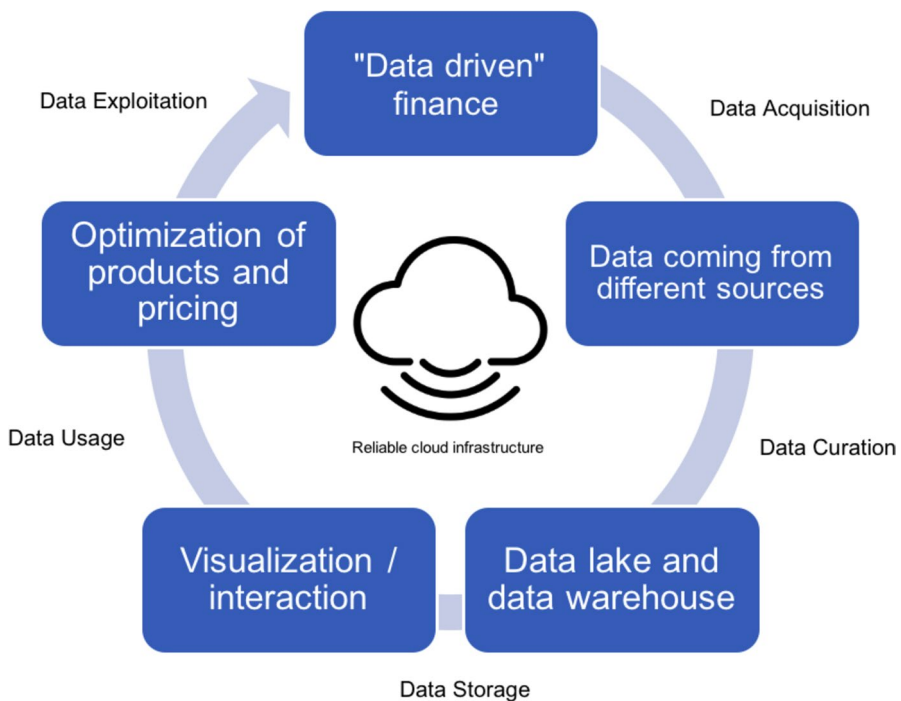 "Data driven"
finance
Data Exploitation
Data Acquisition
Optimization of
products and
pricing
Data coming from
different sources
Reliable cloud infrastructure
Data Usage
Data Curation
Visualization /
interaction
Data lake and
data warehouse
Data Storage